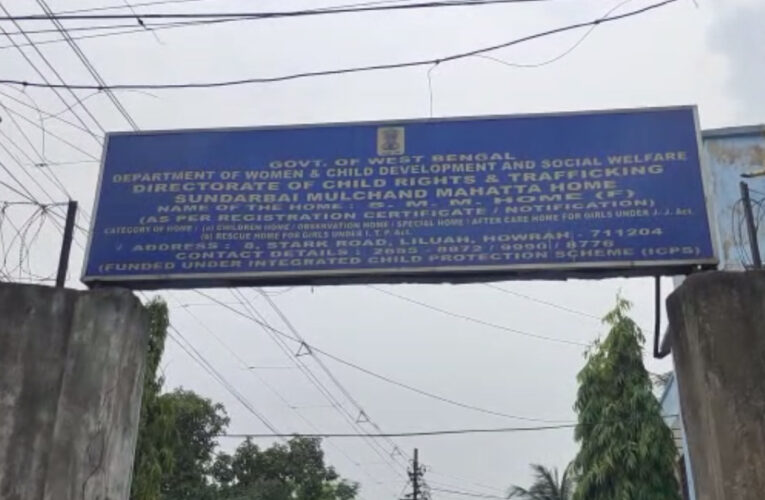 GOVT. OF WEST BENGAL
DEPARTMENT OF WOMEN & CHILD DEVELOPMENT AND SOCIAL WELFARE
DIRECTORATE OF CHILD RIGHTS & TRAFFICKING
SUNDARBAI MULCHAND MAHATTA HOME
NAME OF THE HOME : S. M. M. HOME (F)
(AS PER REGISTRATION CERTIFICATE / NOTIFICATION)
CATEGORY OF HOME : (a) CHILDREN HOME / OBSERVATION HOME / SPECIAL HOME / AFTER CARE HOME FOR GIRLS UNDER J. J. Act.
(b) RESCUE HOME FOR GIRLS UNDER I. T. P. Act.
ADDRESS : 8, STARK ROAD, LILUAH, HOWRAH, 711204
CONTACT DETAILS : 2655 - / 8990 / 8776
(FUNDED UNDER INTEGRATED CHILD PROTECTION SCHEME (ICPS)